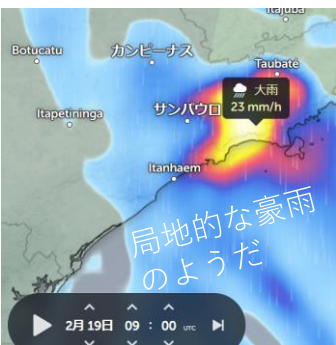 Itajubá
Botucatu
カンピーナス
Taubaté
大雨
23 mm/h
Itapetininga
サンパウロ
Itanhaem
局地的な豪雨
のようだ
2月 19日 09 : 00 UTC